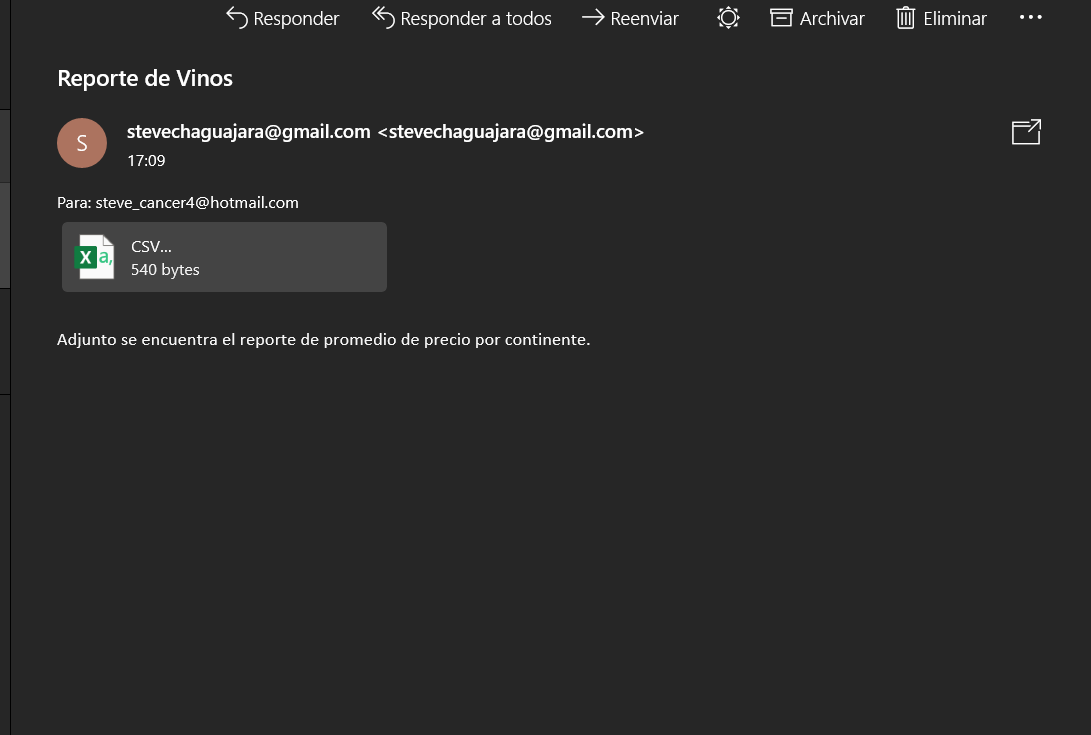 Responder Responder a todos Reenviar Archivar Eliminar ...
Reporte de Vinos
S
stevechaguajara@gmail.com <stevechaguajara@gmail.com>
17:09
Para: steve_cancer4@hotmail.com
X a,
CSV...
540 bytes
Adjunto se encuentra el reporte de promedio de precio por continente.